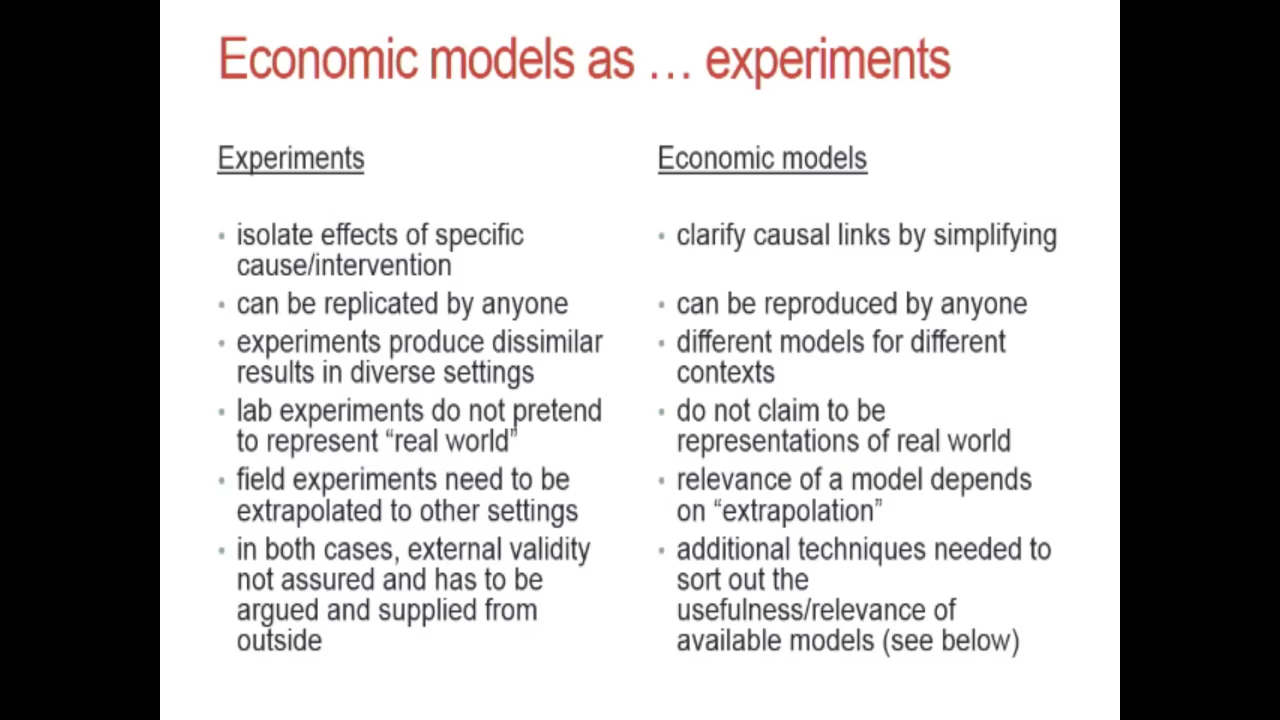 Economic models as … experiments
Experiments
• isolate effects of specific
cause/intervention
• can be replicated by anyone
• experiments produce dissimilar
results in diverse settings
• lab experiments do not pretend
to represent “real world”
• field experiments need to be
extrapolated to other settings
• in both cases, external validity
not assured and has to be
argued and supplied from
outside
Economic models
• clarify causal links by simplifying
• can be reproduced by anyone
• different models for different
contexts
• do not claim to be
representations of real world
• relevance of a model depends
on “extrapolation”
• additional techniques needed to
sort out the
usefulness/relevance of
available models (see below)